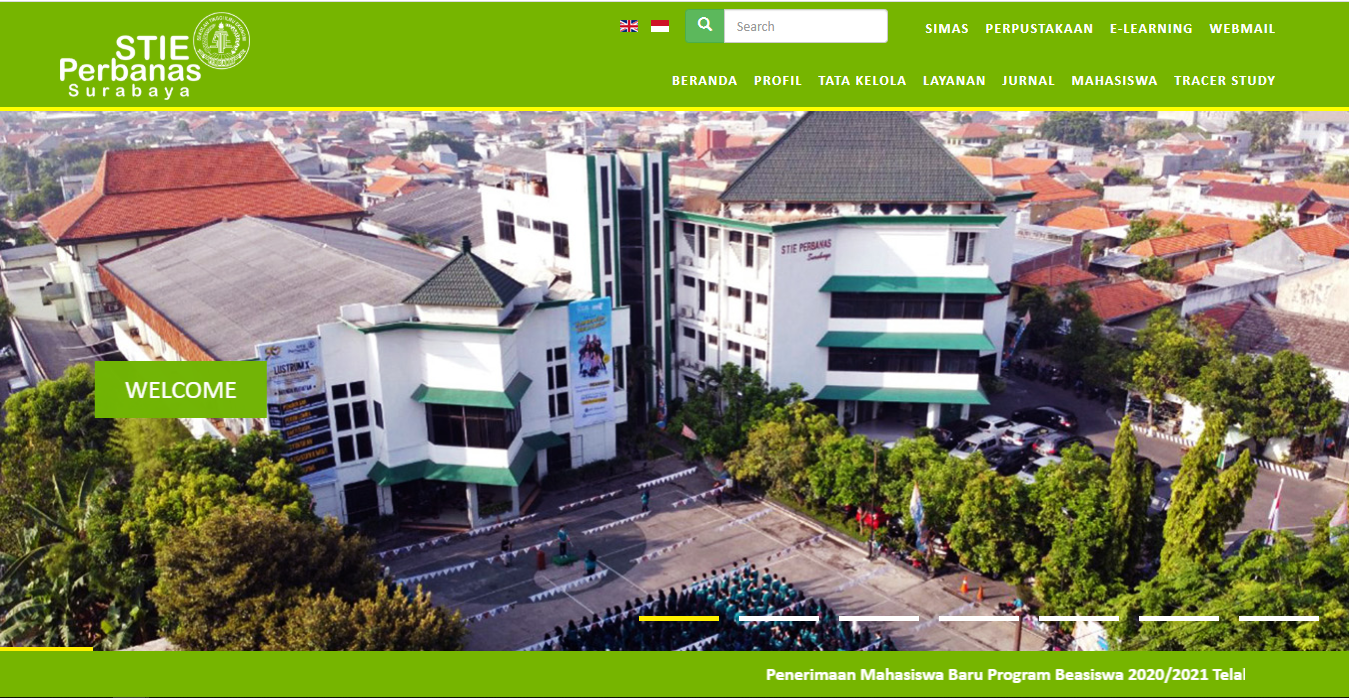 STIE
Perbanas
Surabaya
Search
SIMAS PERPUSTAKAAN E-LEARNING WEBMAIL
BERANDA PROFIL TATA KELOLA LAYANAN JURNAL MAHASISWA TRACER STUDY
STIE PERBANAS
Surabaya
LUSTRUM X
WELCOME
Penerimaan Mahasiswa Baru Program Beasiswa 2020/2021